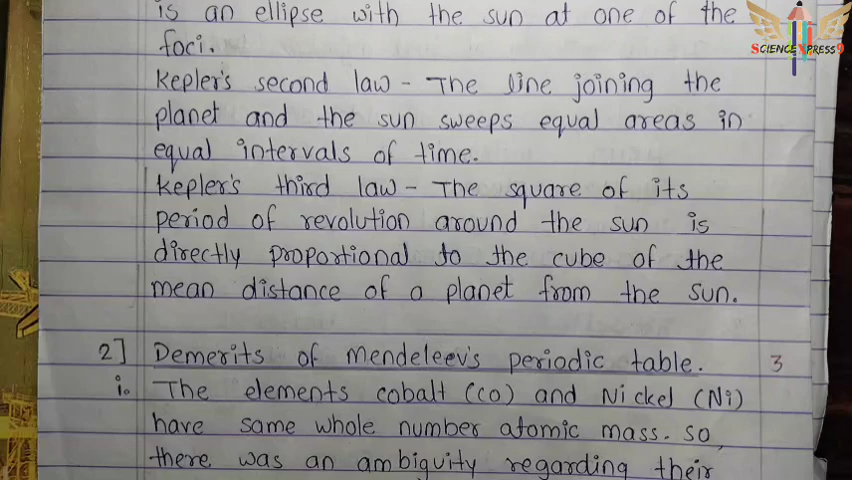 is an ellipse with the sun at one of the
foci.
Kepler's second law - The line joining the
planet and the sun sweeps equal areas in
equal intervals of time.
Kepler's third law - The square of its
period of revolution around the sun is
directly proportional to the cube of the
mean distance of a planet from the sun.
2] Demerits of mendeleev's periodic table. 3
i. The elements cobalt (co) and Nickel (Ni)
have same whole number atomic mass. so,
there was an ambiguity regarding their
SCIENCEXPRESS9